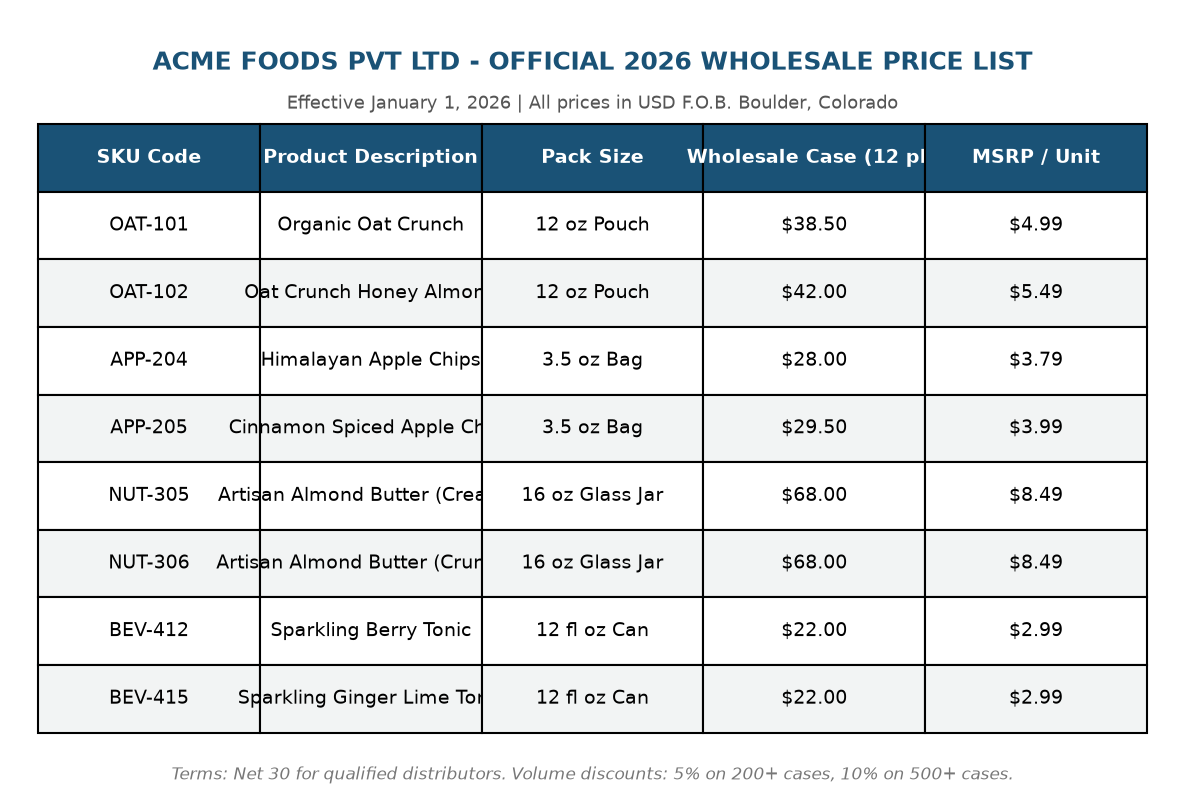 ACME FOODS PVT LTD - OFFICIAL 2026 WHOLESALE PRICE LIST
Effective January 1, 2026 | All prices in USD F.O.B. Boulder, Colorado
SKU Code Product Description Pack Size Wholesale Case (12 MSRP / Unit
OAT-101 Organic Oat Crunch 12 oz Pouch $38.50 $4.99
OAT-102 Oat Crunch Honey 12 oz Pouch $42.00 $5.49
APP-204 Himalayan Apple Chips 3.5 oz Bag $28.00 $3.79
APP-205 Cinnamon Spiced Apple 3.5 oz Bag $29.50 $3.99
NUT-305 Artisan Almond Butter 16 oz Glass Jar $68.00 $8.49
NUT-306 Artisan Almond Butter 16 oz Glass Jar $68.00 $8.49
BEV-412 Sparkling Berry Tonic 12 fl oz Can $22.00 $2.99
BEV-415 Sparkling Ginger Lime 12 fl oz Can $22.00 $2.99
Terms: Net 30 for qualified distributors. Volume discounts: 5% on 200+ cases, 10% on 500+ cases.